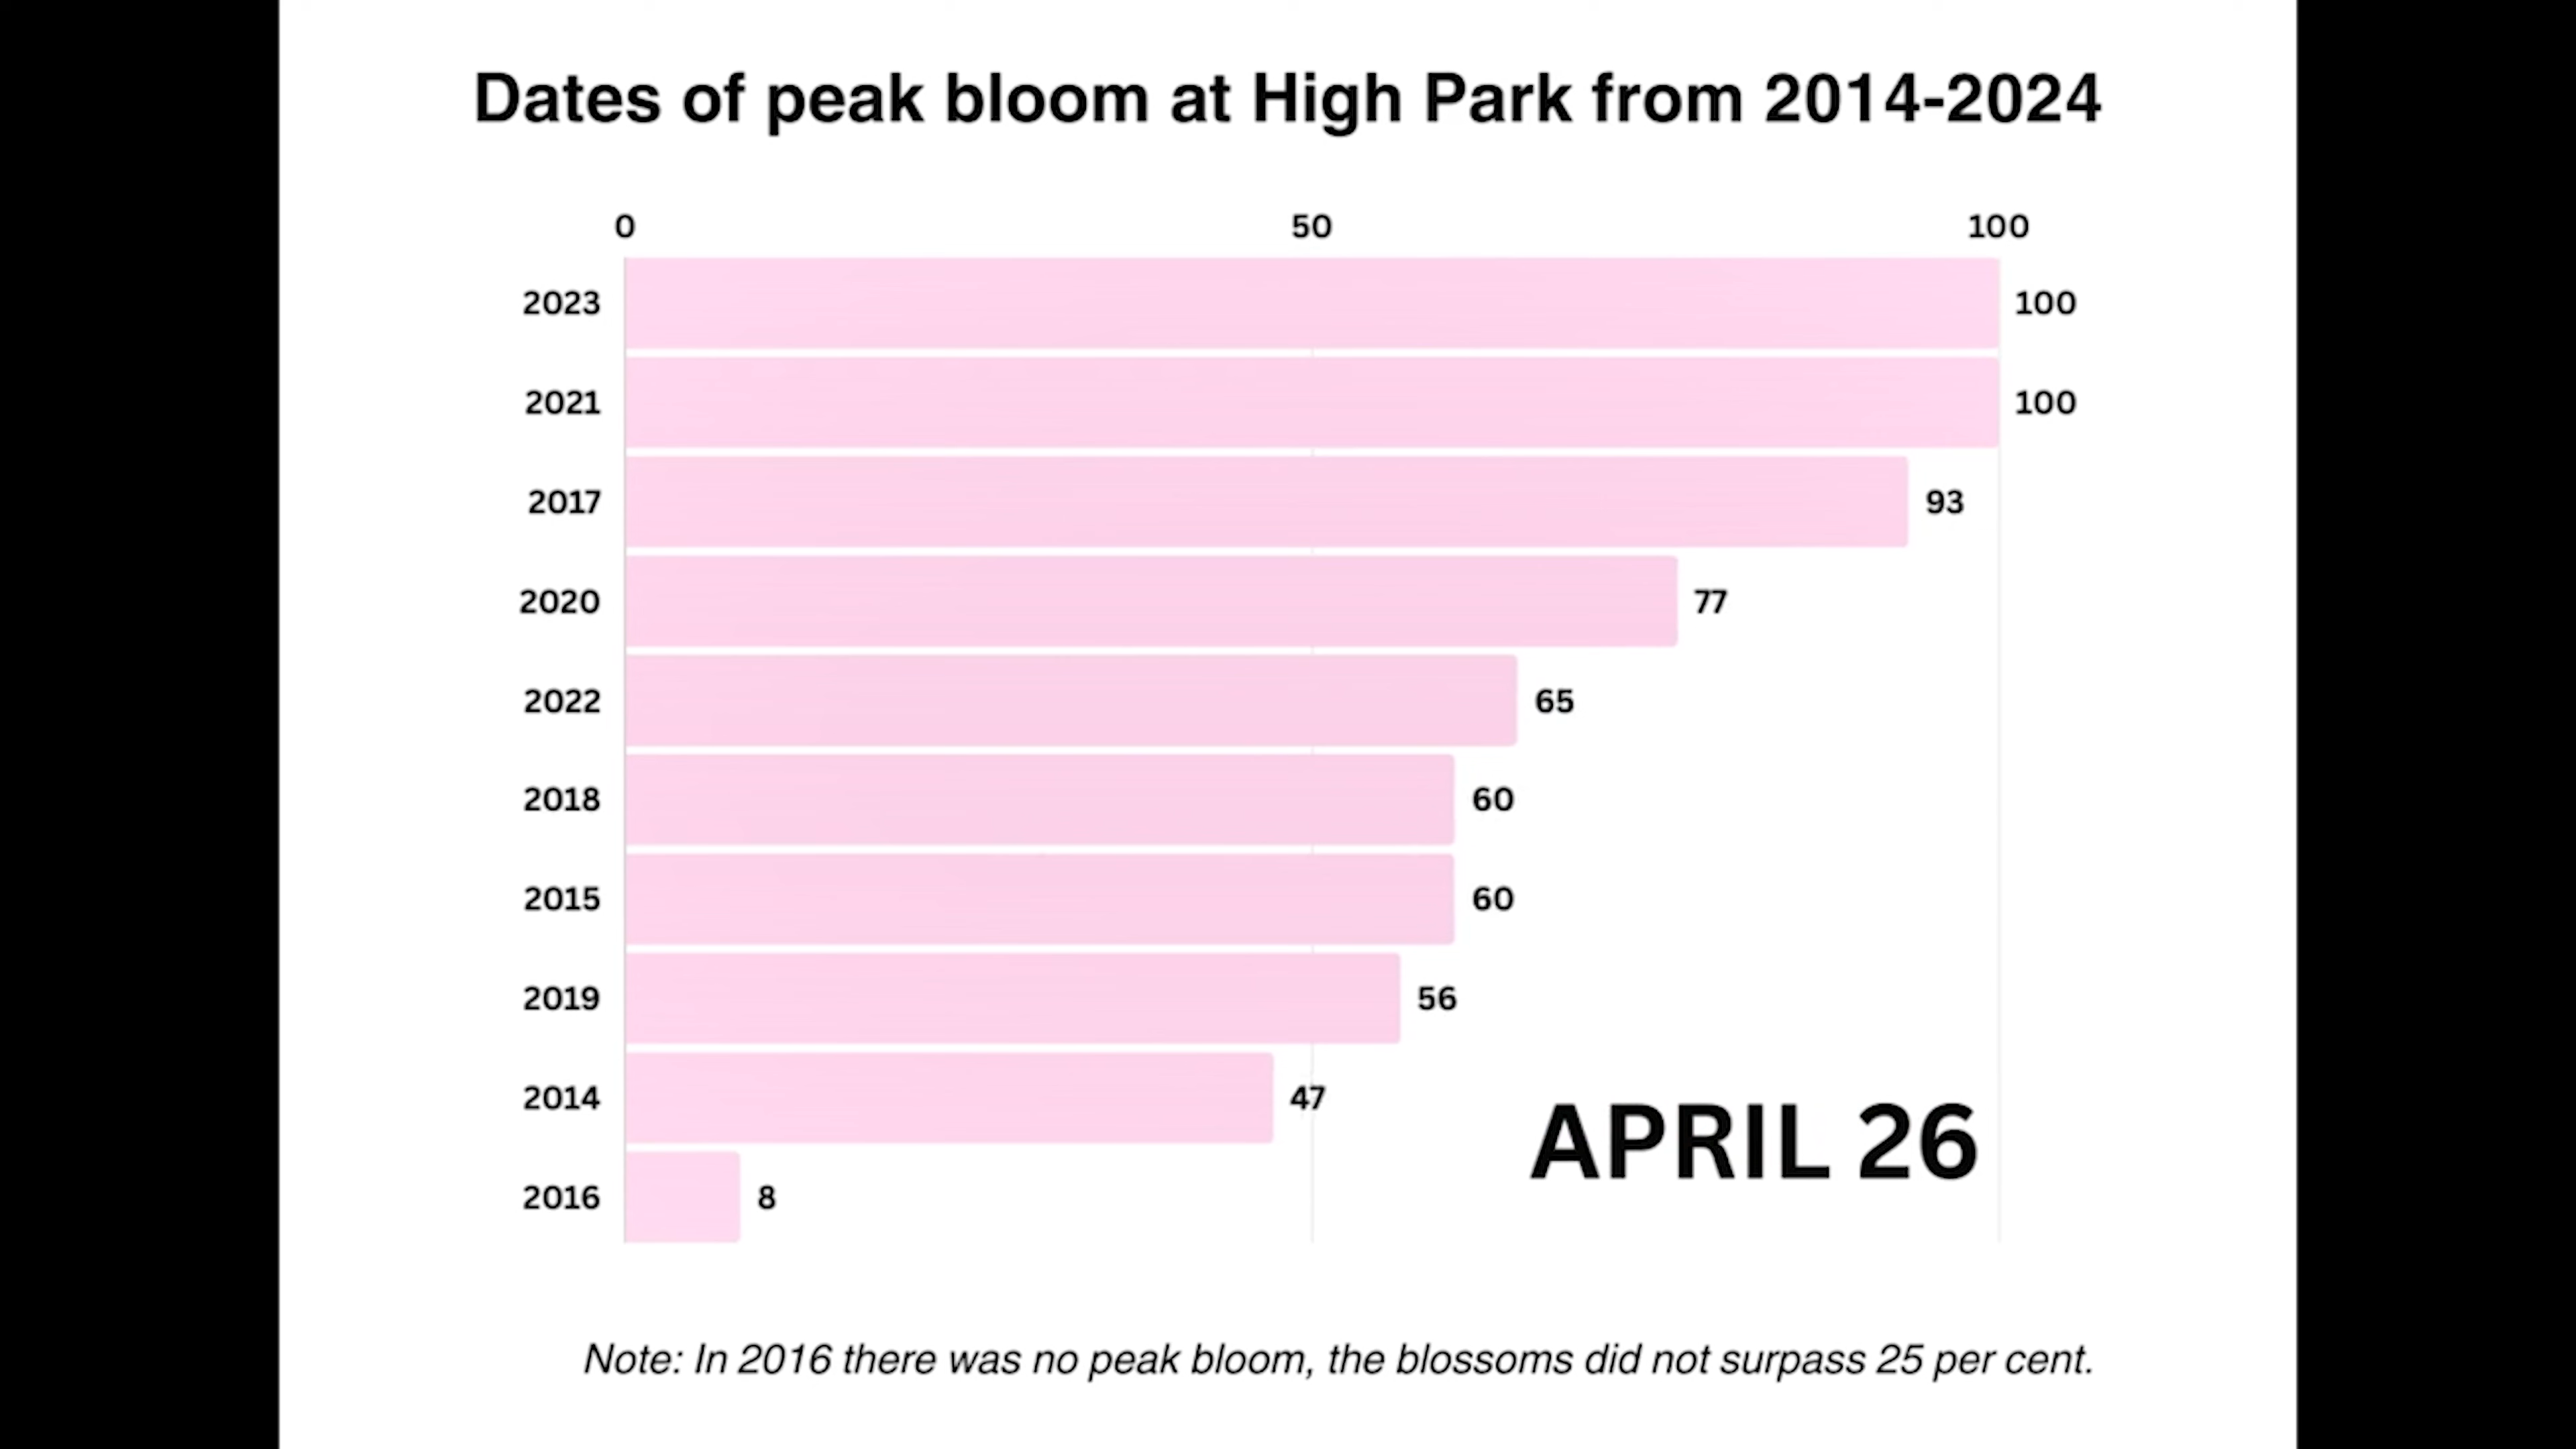 Dates of peak bloom at High Park from 2014-2024
0 50 100
2023 100
2021 100
2017 93
2020 77
2022 65
2018 60
2015 60
2019 56
2014 47
APRIL 26
2016 8
Note: In 2016 there was no peak bloom, the blossoms did not surpass 25 per cent.